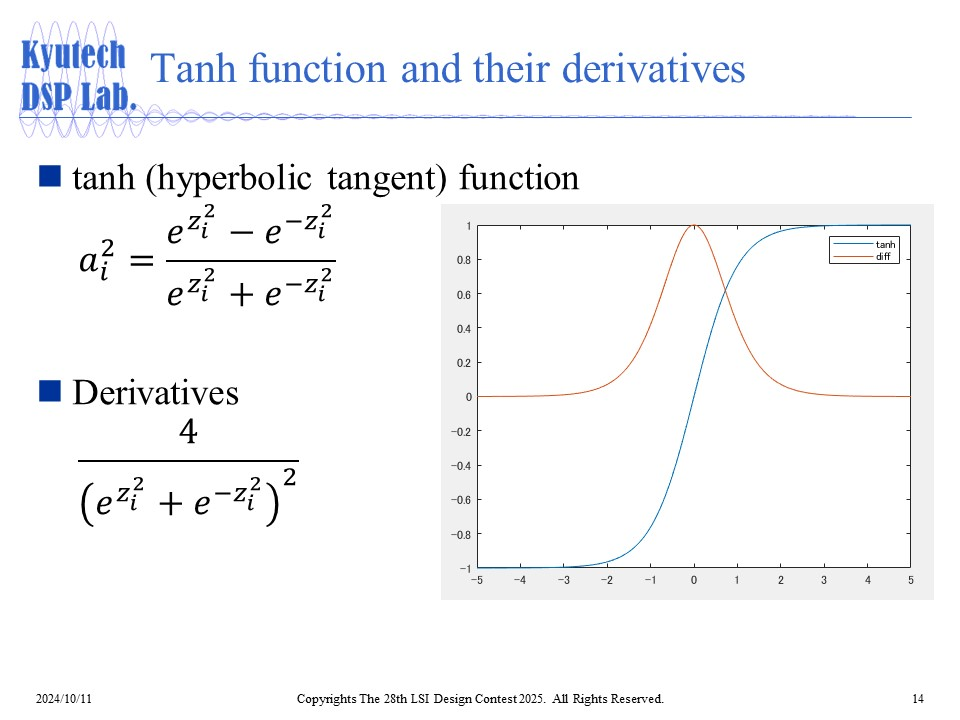 Kyutech
DSP Lab.
Tanh function and their derivatives
tanh (hyperbolic tangent) function
a_i^2 = (e^{z_i^2} − e^{−z_i^2}) / (e^{z_i^2} + e^{−z_i^2})
Derivatives
4 / (e^{z_i^2} + e^{−z_i^2})^2
tanh
diff
1
0.8
0.6
0.4
0.2
0
−0.2
−0.4
−0.6
−0.8
−1
−5 −4 −3 −2 −1 0 1 2 3 4 5
2024/10/11 Copyrights The 28th LSI Design Contest 2025. All Rights Reserved. 14